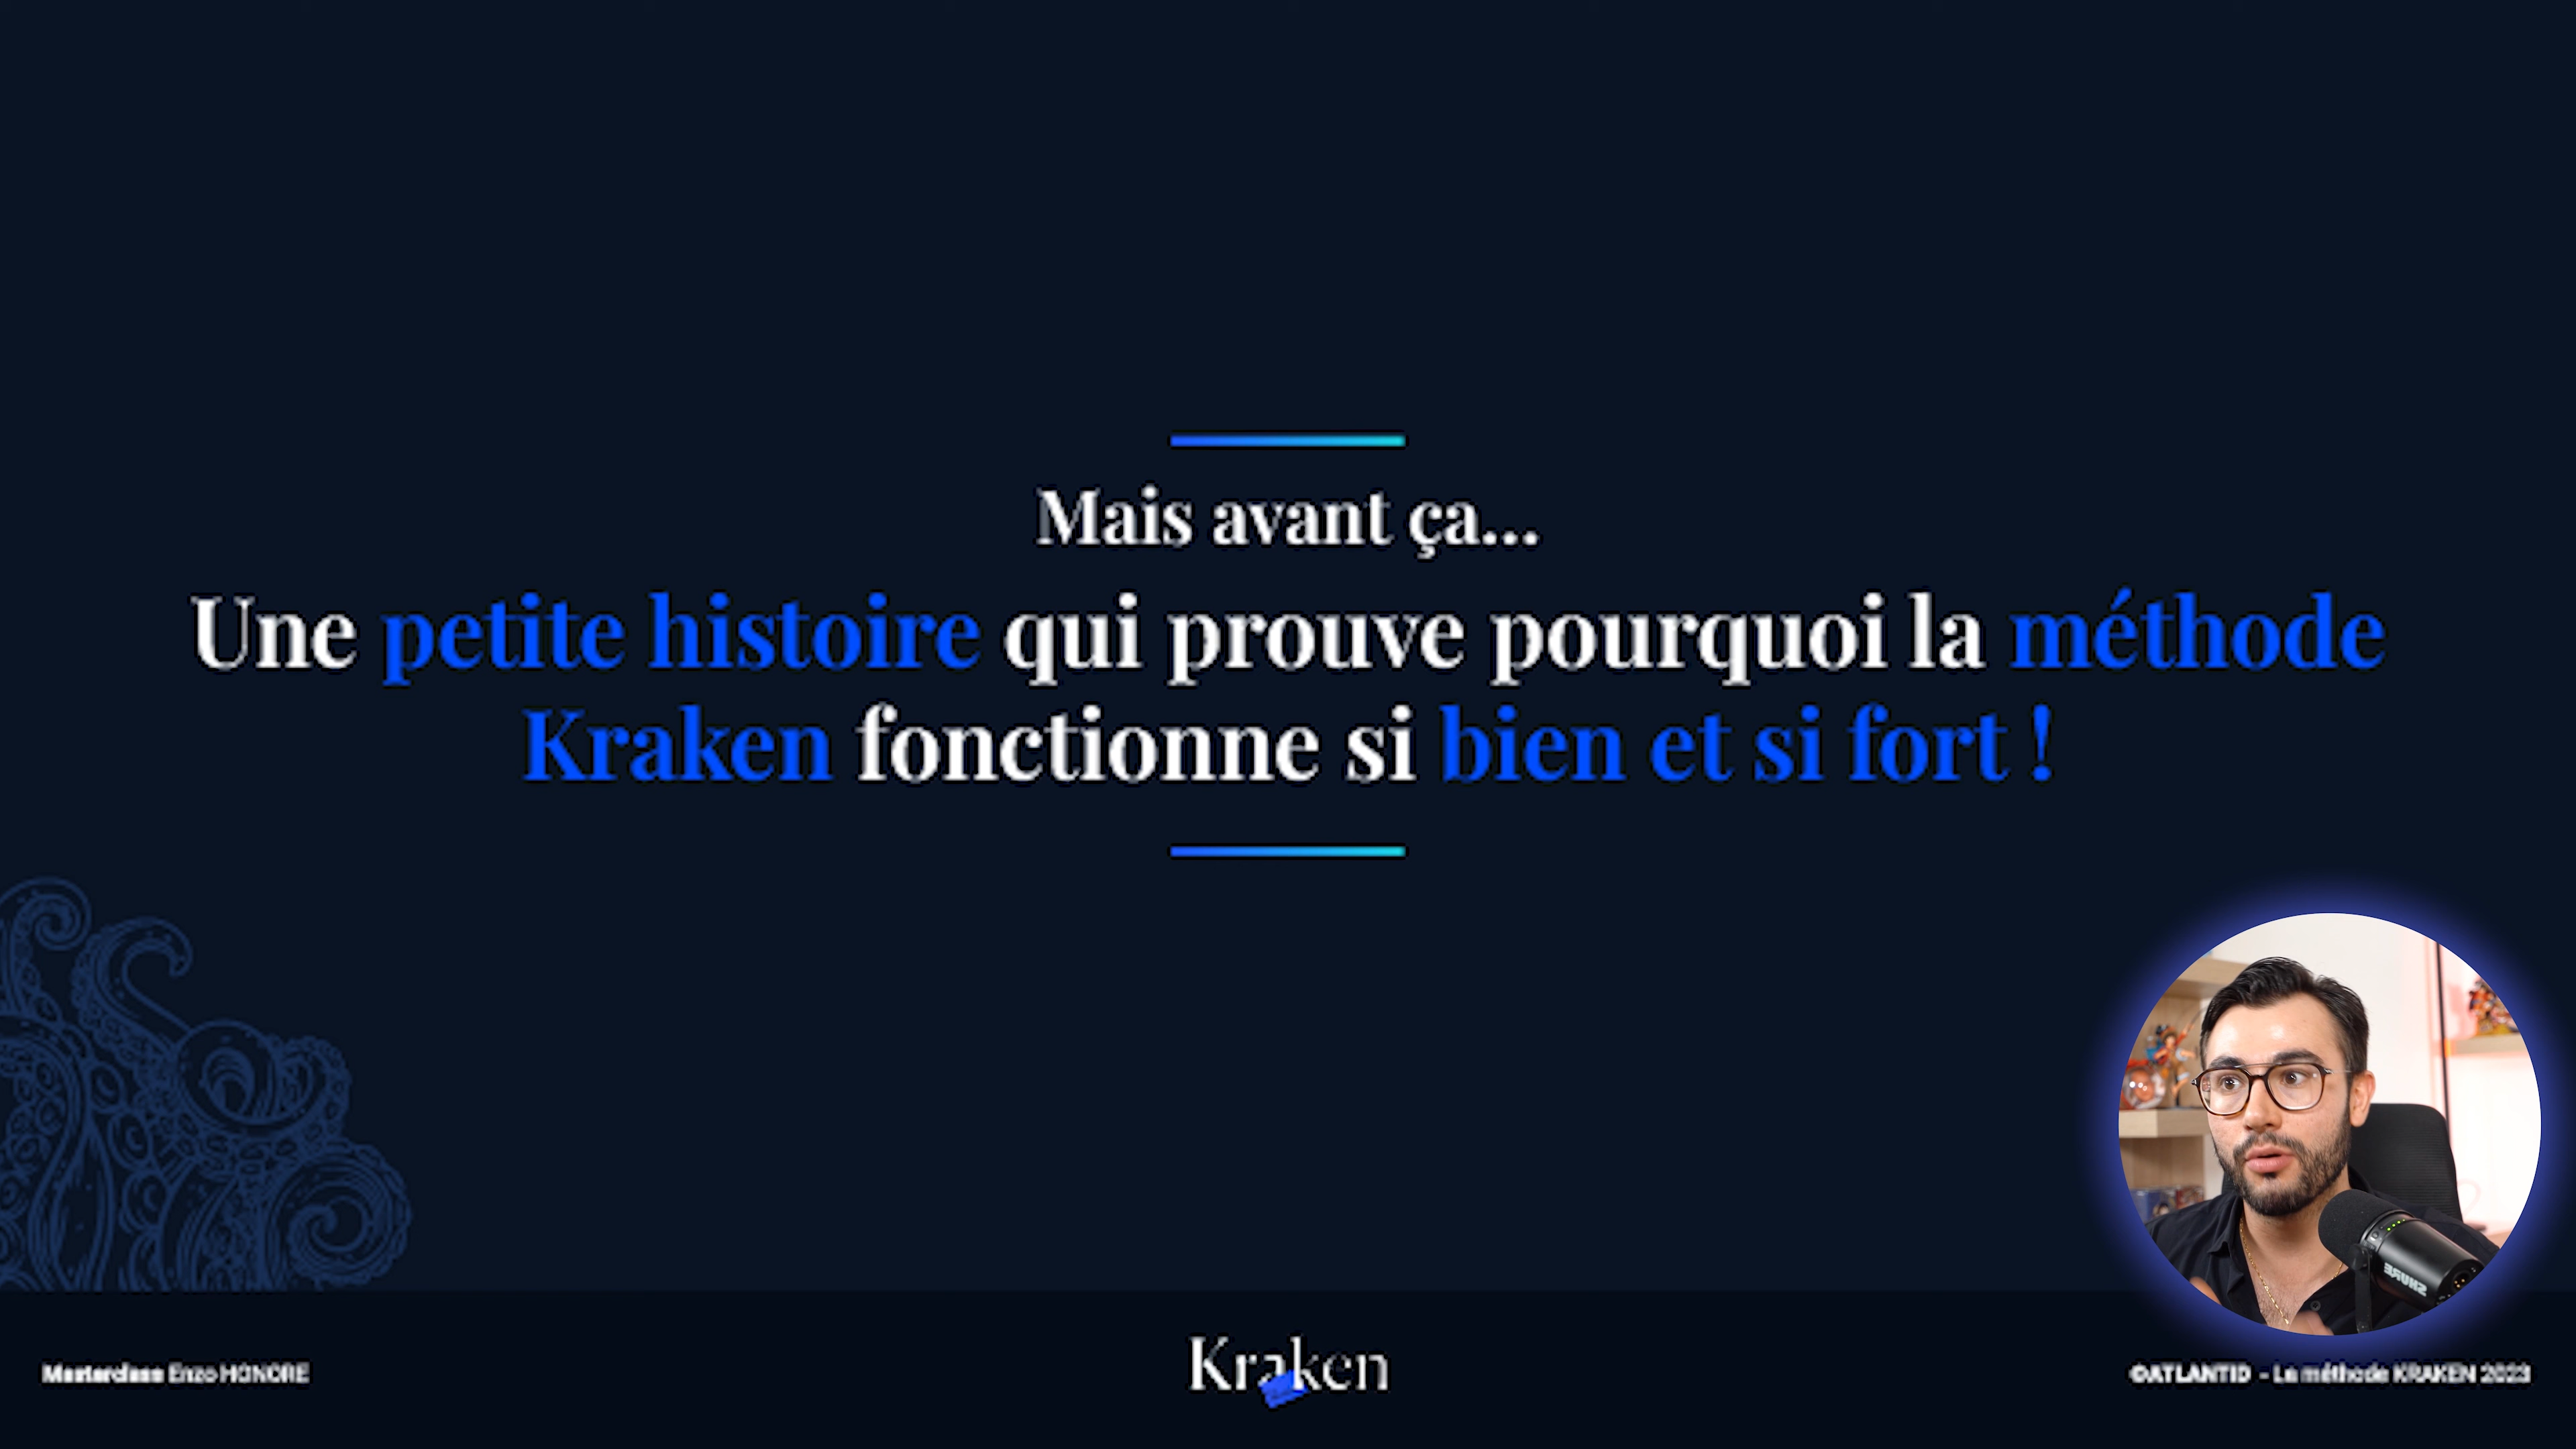 Mais avant ça...
Une petite histoire qui prouve pourquoi la méthode
Kraken fonctionne si bien et si fort !
SHURE
Masterclass Enzo HONORE
Kraken
©ATLANTID - La méthode KRAKEN 2023